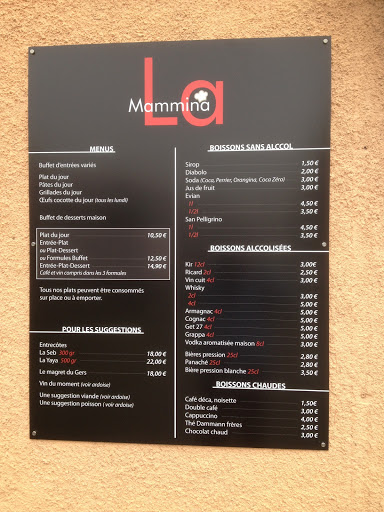 La
Mammina
MENUS
Buffet d'entrées variés
Plat du jour
Pâtes du jour
Grillades du jour
Œufs cocotte du jour (tous les lundi)
Buffet de desserts maison
Plat du jour 10,50 €
Entrée-Plat
ou Plat-Dessert
ou Formules Buffet 12,50 €
Entrée-Plat-Dessert 14,90 €
Café et vin compris dans les 3 formules
Tous nos plats peuvent être consommés
sur place ou à emporter.
POUR LES SUGGESTIONS
Entrecôtes
La Seb 300 gr 18,00 €
La Yaya 500 gr 22,00 €
Le magret du Gers 18,00 €
Vin du moment (voir ardoise)
Une suggestion viande (voir ardoise)
Une suggestion poisson (voir ardoise)
BOISSONS SANS ALCCOL
Sirop 1,50 €
Diabolo 2,00 €
Soda (Coca, Perrier, Orangina, Coca Zéro) 3,00 €
Jus de fruit 3,00 €
Evian
1l 4,50 €
1/2l 3,50 €
San Pelligrino
1l 4,50 €
1/2l 3,50 €
BOISSONS ALCCOLISÉES
Kir 12cl 3,00€
Ricard 2cl 2,50 €
Vin cuit 4cl 3,00 €
Whisky
2cl 3,00 €
4cl 5,00 €
Armagnac 4cl 5,00 €
Cognac 4cl 5,00 €
Get 27 4cl 5,00 €
Grappa 4cl 5,00 €
Vodka aromatisée maison 8cl 3,00 €
Bières pression 25cl 2,80 €
Panaché 25cl 2,80 €
Bière pression blanche 25cl 3,50 €
BOISSONS CHAUDES
Café déca, noisette 1,50€
Double café 3,00 €
Cappuccino 4,00 €
Thé Dammann frères 2,50 €
Chocolat chaud 3,00 €